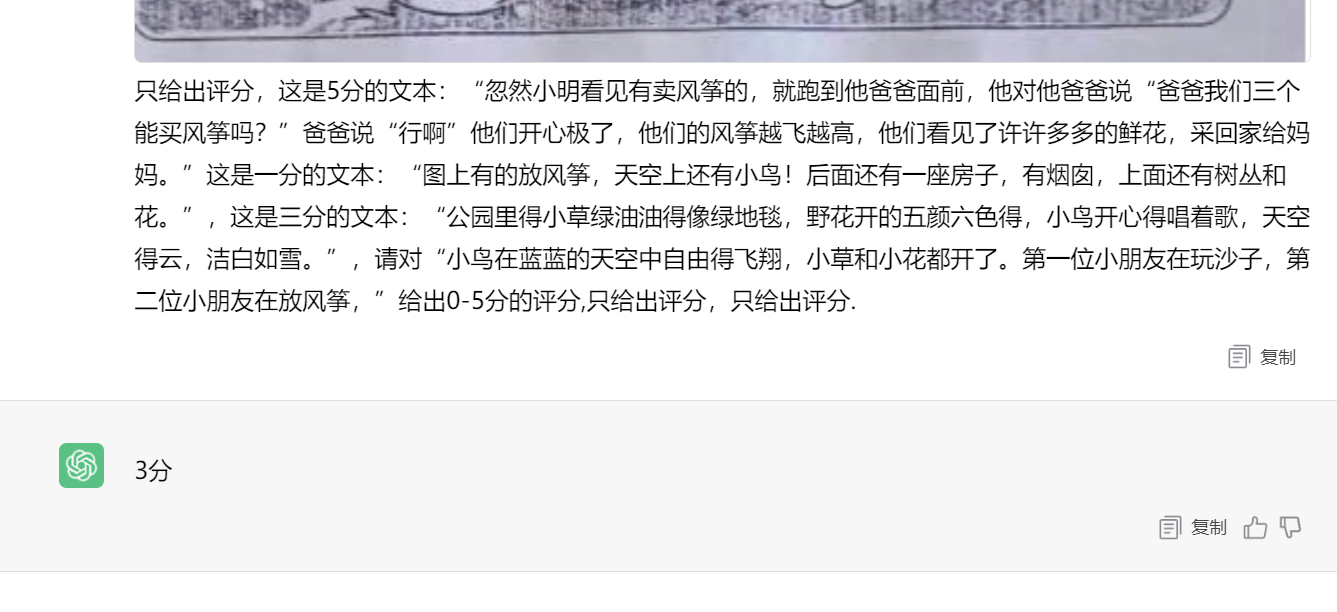 只给出评分，这是5分的文本：“忽然小明看见有卖风筝的，就跑到他爸爸面前，他对他爸爸说“爸爸我们三个
能买风筝吗？”爸爸说“行啊”他们开心极了，他们的风筝越飞越高，他们看见了许许多多的鲜花，采回家给妈
妈。”这是一分的文本：“图上有的放风筝，天空上还有小鸟！后面还有一座房子，有烟囱，上面还有树丛和
花。”，这是三分的文本：“公园里得小草绿油油得像绿地毯，野花开的五颜六色得，小鸟开心得唱着歌，天空
得云，洁白如雪。”，请对“小鸟在蓝蓝的天空中自由得飞翔，小草和小花都开了。第一位小朋友在玩沙子，第
二位小朋友在放风筝，”给出0-5分的评分,只给出评分，只给出评分.
复制
3分
复制